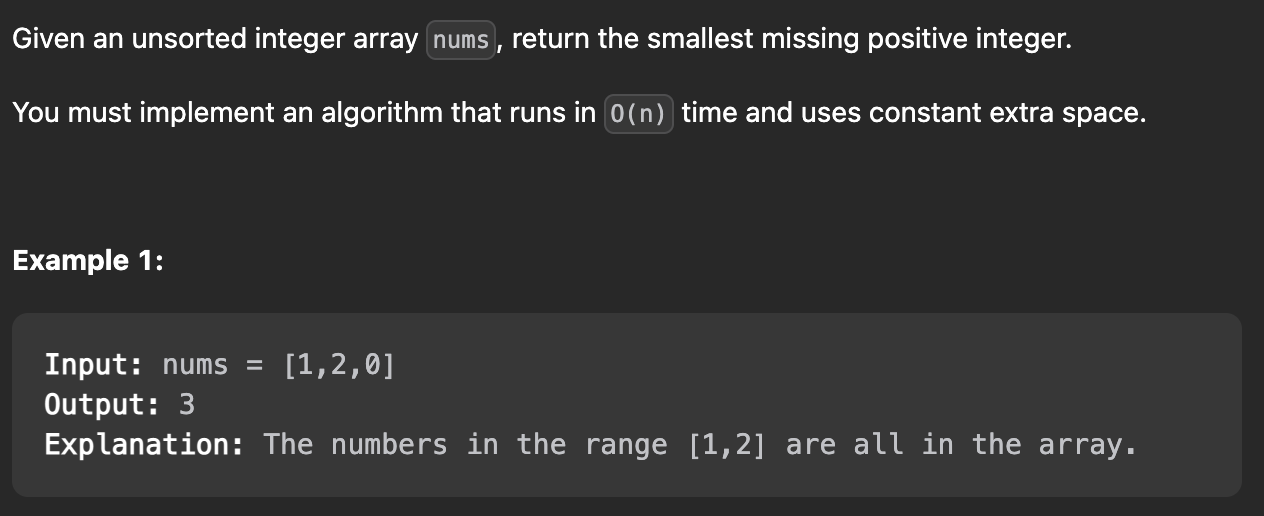 Given an unsorted integer array nums, return the smallest missing positive integer.
You must implement an algorithm that runs in O(n) time and uses constant extra space.
Example 1:
Input: nums = [1,2,0]
Output: 3
Explanation: The numbers in the range [1,2] are all in the array.